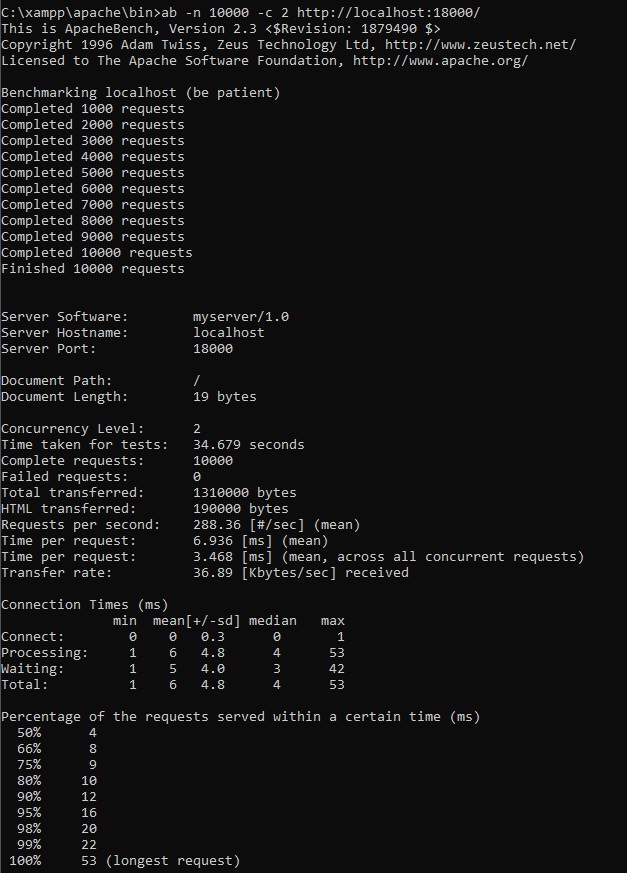 C:\xampp\apache\bin>ab -n 10000 -c 2 http://localhost:18000/
This is ApacheBench, Version 2.3 <$Revision: 1879490 $>
Copyright 1996 Adam Twiss, Zeus Technology Ltd, http://www.zeustech.net/
Licensed to The Apache Software Foundation, http://www.apache.org/

Benchmarking localhost (be patient)
Completed 1000 requests
Completed 2000 requests
Completed 3000 requests
Completed 4000 requests
Completed 5000 requests
Completed 6000 requests
Completed 7000 requests
Completed 8000 requests
Completed 9000 requests
Completed 10000 requests
Finished 10000 requests


Server Software:        myserver/1.0
Server Hostname:        localhost
Server Port:            18000

Document Path:          /
Document Length:        19 bytes

Concurrency Level:      2
Time taken for tests:   34.679 seconds
Complete requests:      10000
Failed requests:        0
Total transferred:      1310000 bytes
HTML transferred:       190000 bytes
Requests per second:    288.36 [#/sec] (mean)
Time per request:       6.936 [ms] (mean)
Time per request:       3.468 [ms] (mean, across all concurrent requests)
Transfer rate:          36.89 [Kbytes/sec] received

Connection Times (ms)
              min  mean[+/-sd] median   max
Connect:        0    0   0.3      0       1
Processing:     1    6   4.8      4      53
Waiting:        1    5   4.0      3      42
Total:          1    6   4.8      4      53

Percentage of the requests served within a certain time (ms)
  50%      4
  66%      8
  75%      9
  80%     10
  90%     12
  95%     16
  98%     20
  99%     22
 100%     53 (longest request)